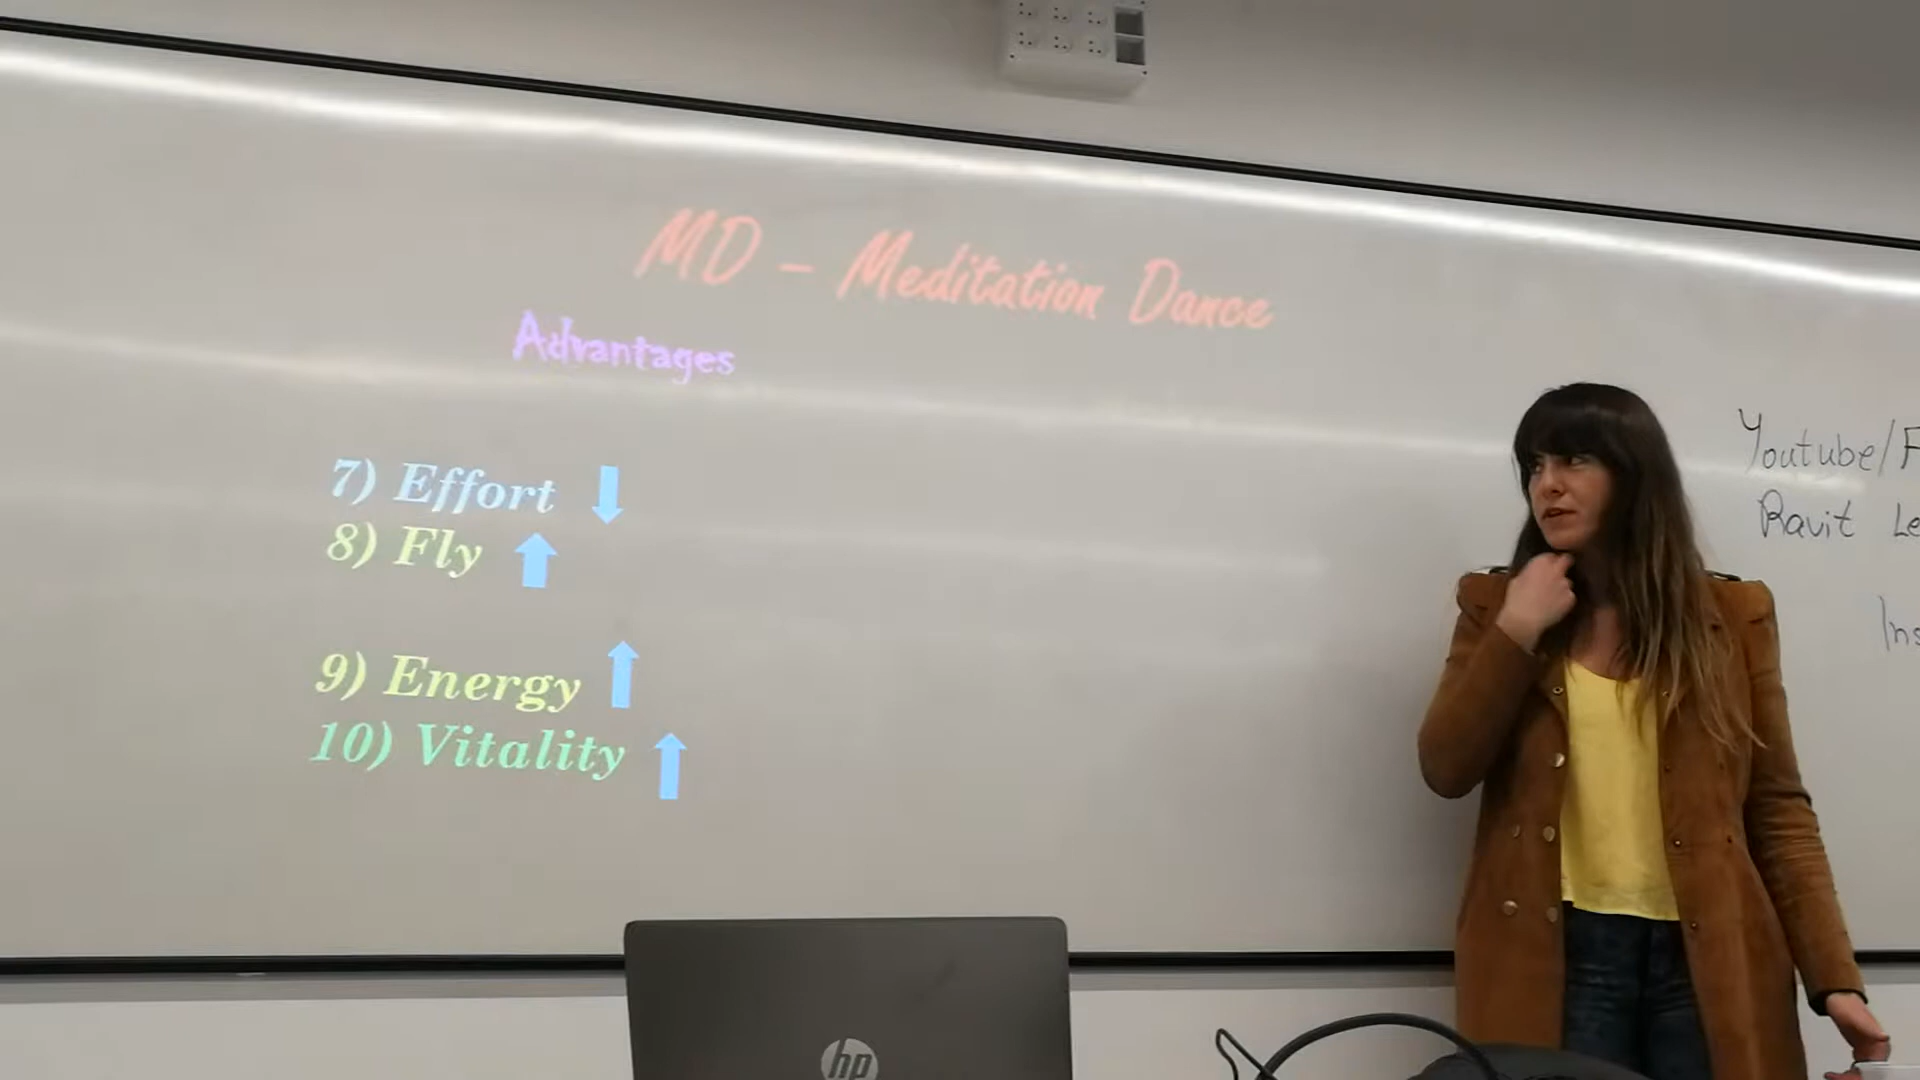 MD - Meditation Dance
Advantages
7) Effort
8) Fly
9) Energy
10) Vitality
Youtube/F
Ravit Le
Ins
hp